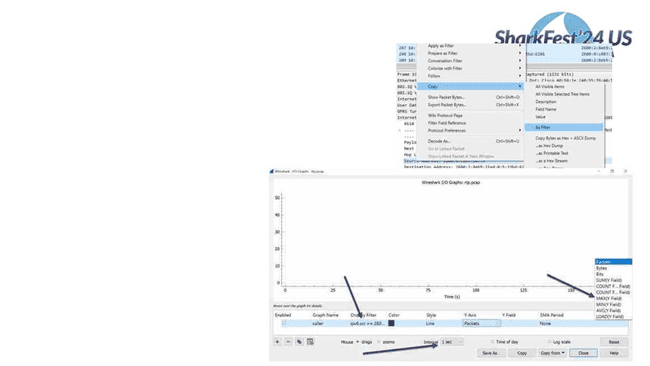 SharkFest'24 US
Apply as Filter
Prepare as Filter
Conversation Filter
Colorize with Filter
Follow
Copy
Show Packet Bytes... Ctrl+Shift+O
Export Packet Bytes... Ctrl+Shift+X
Wiki Protocol Page
Filter Field Reference
Protocol Preferences
Decode As... Ctrl+Shift+U
Go to Linked Packet
Show Linked Packet in New Window
All Visible Items
All Visible Selected Tree Items
Description
Field Name
Value
As Filter
Copy Bytes as Hex + ASCII Dump
...as Hex Dump
...as Printable Text
...as a Hex Stream
Wireshark I/O Graphs: rtp.pcap
Wireshark I/O Graphs: rtp.pcap
50
40
30
20
10
0
0 25 50 75 100 125 150
Time (s)
Packets
Bytes
Bits
SUM(Y Field)
COUNT F... Field)
COUNT F... Field)
MAX(Y Field)
MIN(Y Field)
AVG(Y Field)
LOAD(Y Field)
Hover over the graph for details.
Enabled Graph Name Display Filter Color Style Y Axis Y Field SMA Period
caller ipv6.src == 260... Line Packets None
Mouse drags zooms Interval 1 sec Time of day Log scale Reset
Save As Copy Copy from Close Help